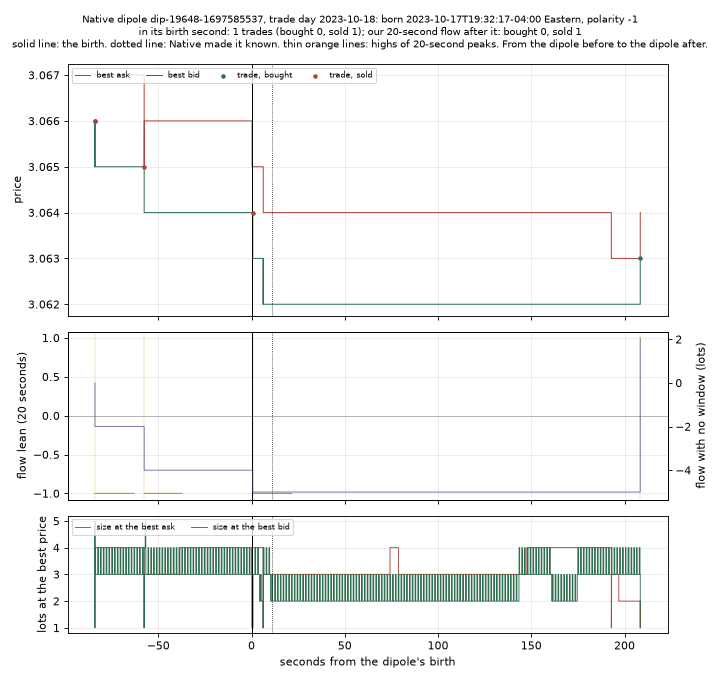 Native dipole dip-19648-1697585537, trade day 2023-10-18: born 2023-10-17T19:32:17-04:00 Eastern, polarity -1
in its birth second: 1 trades (bought 0, sold 1); our 20-second flow after it: bought 0, sold 1
solid line: the birth. dotted line: Native made it known. thin orange lines: highs of 20-second peaks. From the dipole before to the dipole after.
best ask best bid trade, bought trade, sold
3.067
3.066
3.065
3.064
3.063
3.062
price
1.0
0.5
0.0
−0.5
−1.0
flow lean (20 seconds)
2
0
−2
−4
flow with no window (lots)
size at the best ask size at the best bid
5
4
3
2
1
lots at the best price
−50 0 50 100 150 200
seconds from the dipole's birth